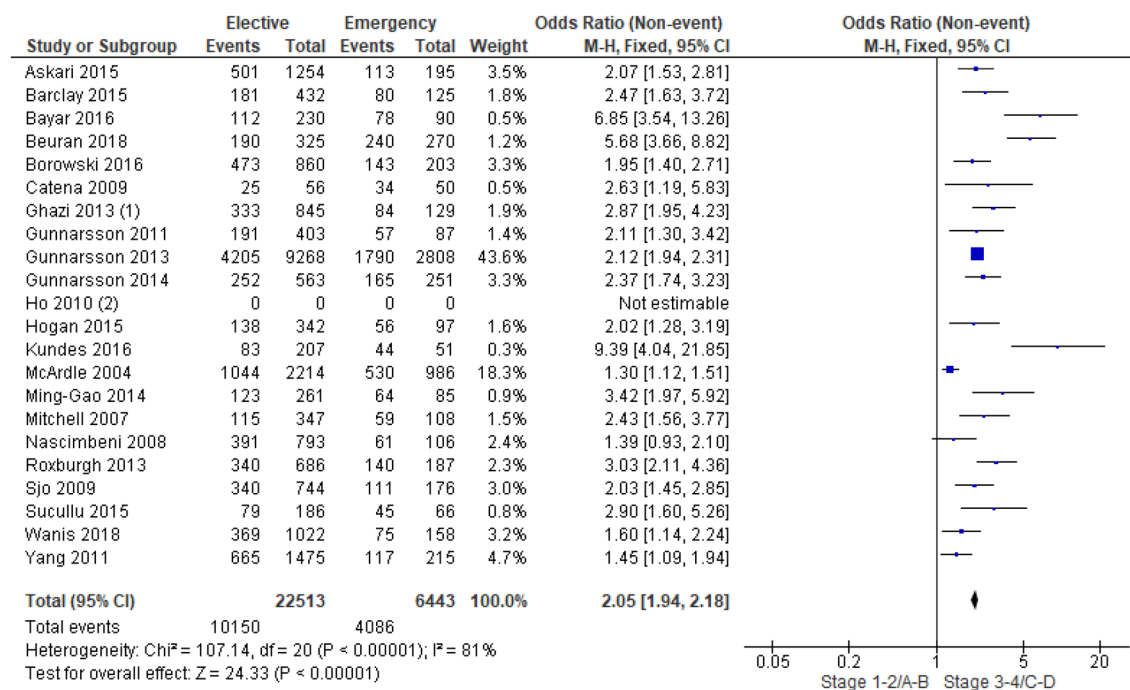 Elective Emergency Odds Ratio (Non-event) Odds Ratio (Non-event)
Study or Subgroup Events Total Events Total Weight M-H, Fixed, 95% CI M-H, Fixed, 95% CI
Askari 2015 501 1254 113 195 3.5% 2.07 [1.53, 2.81]
Barclay 2015 181 432 80 125 1.8% 2.47 [1.63, 3.72]
Bayar 2016 112 230 78 90 0.5% 6.85 [3.54, 13.26]
Beuran 2018 190 325 240 270 1.2% 5.68 [3.66, 8.82]
Borowski 2016 473 860 143 203 3.3% 1.95 [1.40, 2.71]
Catena 2009 25 56 34 50 0.5% 2.63 [1.19, 5.83]
Ghazi 2013 (1) 333 845 84 129 1.9% 2.87 [1.95, 4.23]
Gunnarsson 2011 191 403 57 87 1.4% 2.11 [1.30, 3.42]
Gunnarsson 2013 4205 9268 1790 2808 43.6% 2.12 [1.94, 2.31]
Gunnarsson 2014 252 563 165 251 3.3% 2.37 [1.74, 3.23]
Ho 2010 (2) 0 0 0 0 Not estimable
Hogan 2015 138 342 56 97 1.6% 2.02 [1.28, 3.19]
Kundes 2016 83 207 44 51 0.3% 9.39 [4.04, 21.85]
McArdle 2004 1044 2214 530 986 18.3% 1.30 [1.12, 1.51]
Ming-Gao 2014 123 261 64 85 0.9% 3.42 [1.97, 5.92]
Mitchell 2007 115 347 59 108 1.5% 2.43 [1.56, 3.77]
Nascimbeni 2008 391 793 61 106 2.4% 1.39 [0.93, 2.10]
Roxburgh 2013 340 686 140 187 2.3% 3.03 [2.11, 4.36]
Sjo 2009 340 744 111 176 3.0% 2.03 [1.45, 2.85]
Sucullu 2015 79 186 45 66 0.8% 2.90 [1.60, 5.26]
Wanis 2018 369 1022 75 158 3.2% 1.60 [1.14, 2.24]
Yang 2011 665 1475 117 215 4.7% 1.45 [1.09, 1.94]
Total (95% CI) 22513 6443 100.0% 2.05 [1.94, 2.18]
Total events 10150 4086
Heterogeneity: Chi² = 107.14, df = 20 (P < 0.00001); I² = 81%
Test for overall effect: Z = 24.33 (P < 0.00001)
0.05 0.2 1 5 20
Stage 1-2/A-B Stage 3-4/C-D